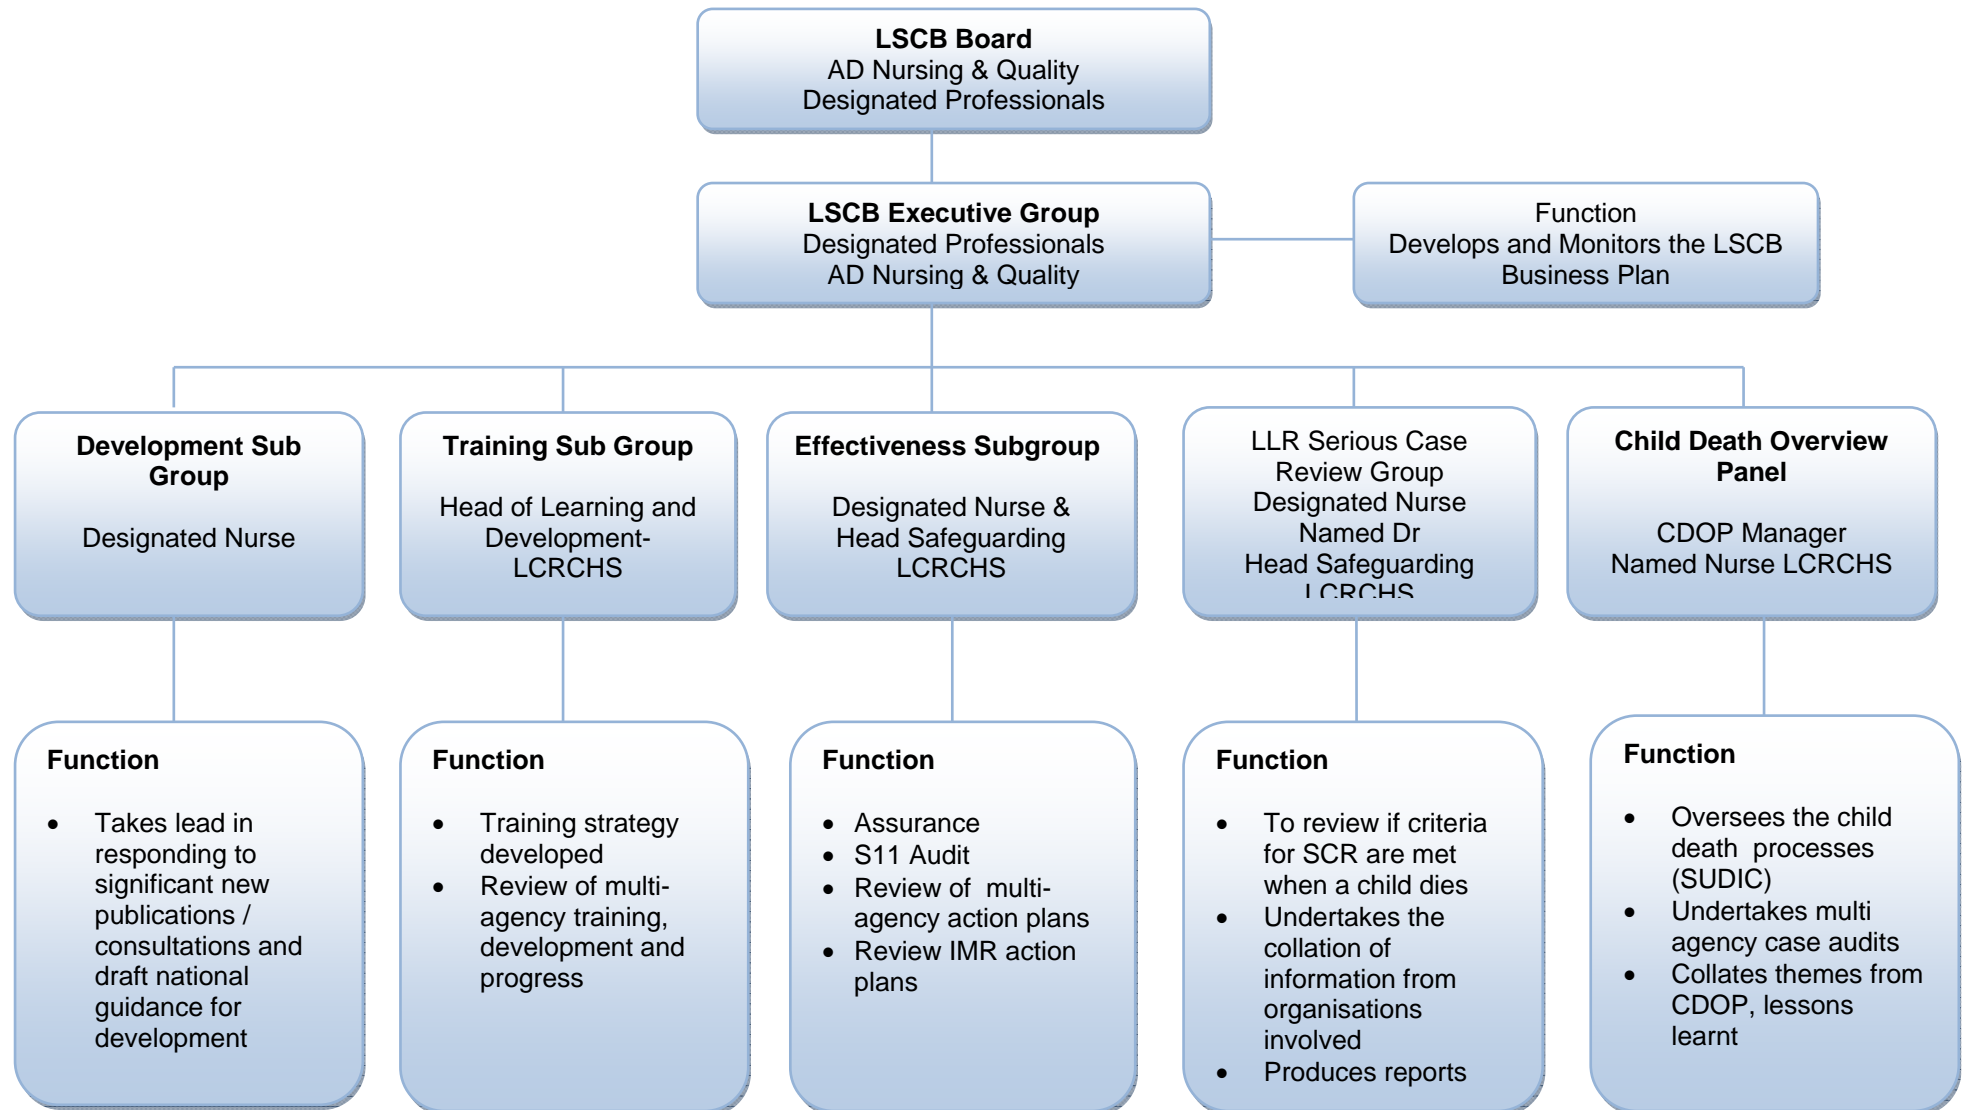 LSCB Board
AD Nursing & Quality
Designated Professionals
LSCB Executive Group
Designated Professionals
AD Nursing & Quality
Function
Develops and Monitors the LSCB
Business Plan
Development Sub
Group
Designated Nurse
Training Sub Group
Head of Learning and
Development-
LCRCHS
Effectiveness Subgroup
Designated Nurse &
Head Safeguarding
LCRCHS
LLR Serious Case
Review Group
Designated Nurse
Named Dr
Head Safeguarding
LCRCHS
Child Death Overview
Panel
CDOP Manager
Named Nurse LCRCHS
Function
• Takes lead in
responding to
significant new
publications /
consultations and
draft national
guidance for
development
Function
• Training strategy
developed
• Review of multi-
agency training,
development and
progress
Function
• Assurance
• S11 Audit
• Review of multi-
agency action plans
• Review IMR action
plans
Function
• To review if criteria
for SCR are met
when a child dies
• Undertakes the
collation of
information from
organisations
involved
• Produces reports
Function
• Oversees the child
death processes
(SUDIC)
• Undertakes multi
agency case audits
• Collates themes from
CDOP, lessons
learnt